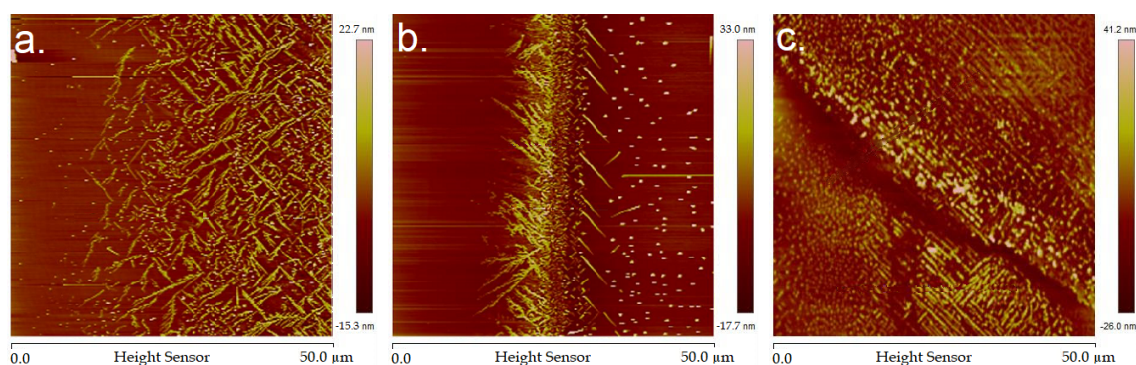 a.
22.7 nm
-15.3 nm
0.0 Height Sensor 50.0 µm
b.
33.0 nm
-17.7 nm
0.0 Height Sensor 50.0 µm
c.
41.2 nm
-26.0 nm
0.0 Height Sensor 50.0 µm